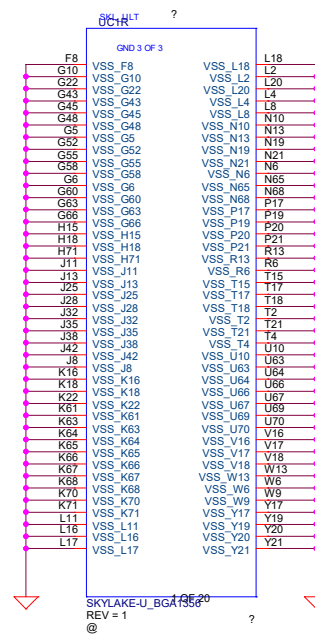 SKL_ULT
?
UC1R
GND 3 OF 3
F8 VSS_F8 VSS_L18 L18
G10 VSS_G10 VSS_L2 L2
G22 VSS_G22 VSS_L20 L20
G43 VSS_G43 VSS_L4 L4
G45 VSS_G45 VSS_L8 L8
G48 VSS_G48 VSS_N10 N10
G5 VSS_G5 VSS_N13 N13
G52 VSS_G52 VSS_N19 N19
G55 VSS_G55 VSS_N21 N21
G58 VSS_G58 VSS_N6 N6
G6 VSS_G6 VSS_N65 N65
G60 VSS_G60 VSS_N68 N68
G63 VSS_G63 VSS_P17 P17
G66 VSS_G66 VSS_P19 P19
H15 VSS_H15 VSS_P20 P20
H18 VSS_H18 VSS_P21 P21
H71 VSS_H71 VSS_R13 R13
J11 VSS_J11 VSS_R6 R6
J13 VSS_J13 VSS_T15 T15
J25 VSS_J25 VSS_T17 T17
J28 VSS_J28 VSS_T18 T18
J32 VSS_J32 VSS_T2 T2
J35 VSS_J35 VSS_T21 T21
J38 VSS_J38 VSS_T4 T4
J42 VSS_J42 VSS_U10 U10
J8 VSS_J8 VSS_U63 U63
K16 VSS_K16 VSS_U64 U64
K18 VSS_K18 VSS_U66 U66
K22 VSS_K22 VSS_U67 U67
K61 VSS_K61 VSS_U69 U69
K63 VSS_K63 VSS_U70 U70
K64 VSS_K64 VSS_V16 V16
K65 VSS_K65 VSS_V17 V17
K66 VSS_K66 VSS_V18 V18
K67 VSS_K67 VSS_W13 W13
K68 VSS_K68 VSS_W6 W6
K70 VSS_K70 VSS_W9 W9
K71 VSS_K71 VSS_Y17 Y17
L11 VSS_L11 VSS_Y19 Y19
L16 VSS_L16 VSS_Y20 Y20
L17 VSS_L17 VSS_Y21 Y21
1 OF 20
SKYLAKE-U_BGA1356
REV = 1
?
@